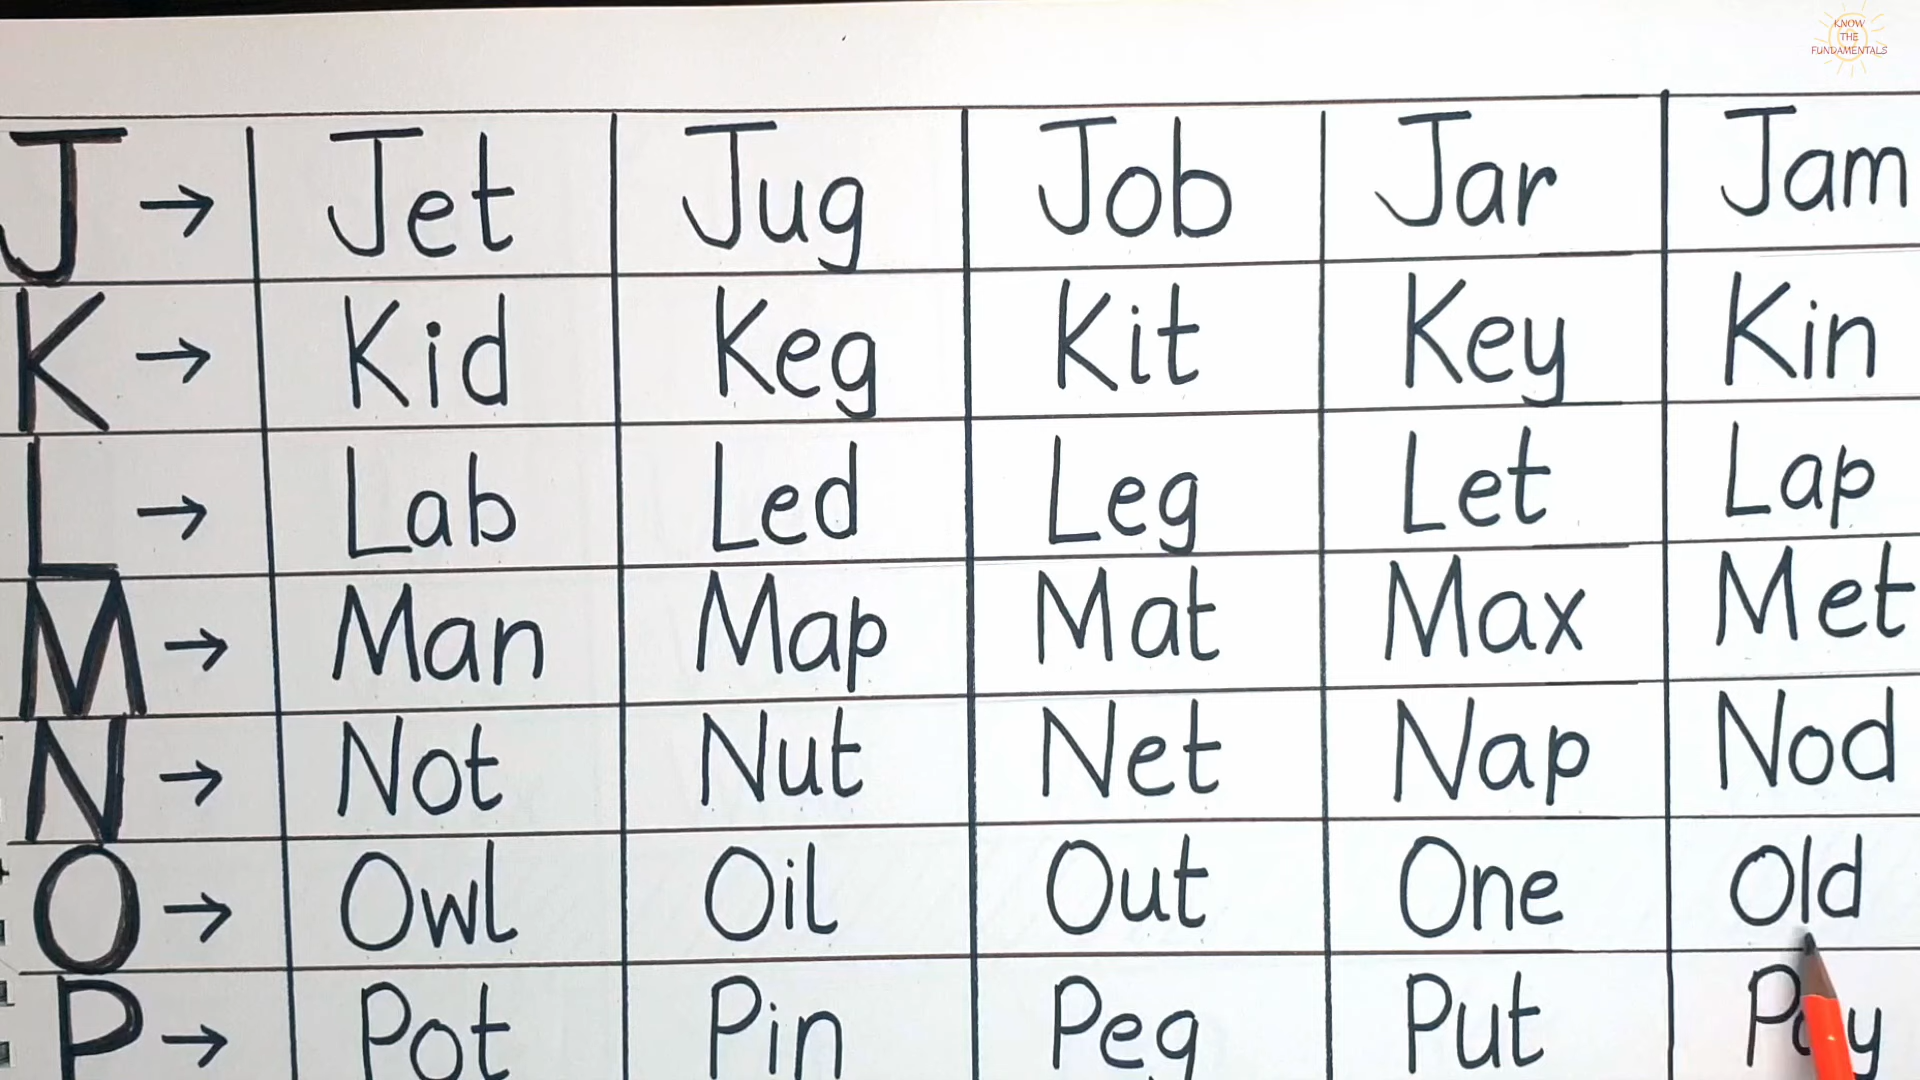 KNOW
THE
FUNDAMENTALS
J → Jet Jug Job Jar Jam
K → Kid Keg Kit Key Kin
L → Lab Led Leg Let Lap
M → Man Map Mat Max Met
N → Not Nut Net Nap Nod
O → Owl Oil Out One Old
P → Pot Pin Peg Put